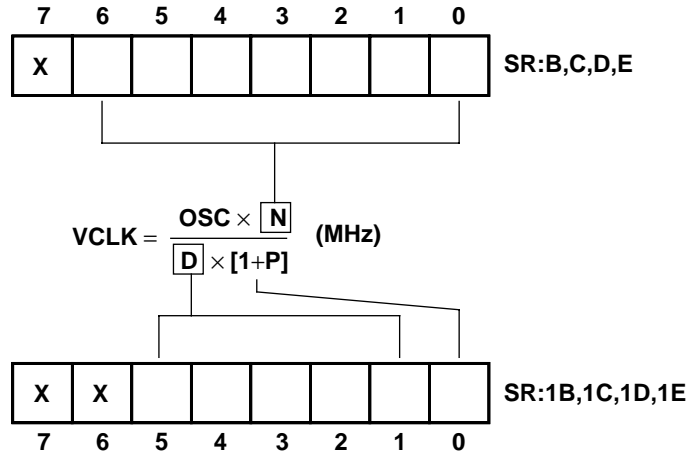 7 6 5 4 3 2 1 0
X SR:B,C,D,E
OSC × N
VCLK = (MHz)
D × [1+P]
X X SR:1B,1C,1D,1E
7 6 5 4 3 2 1 0